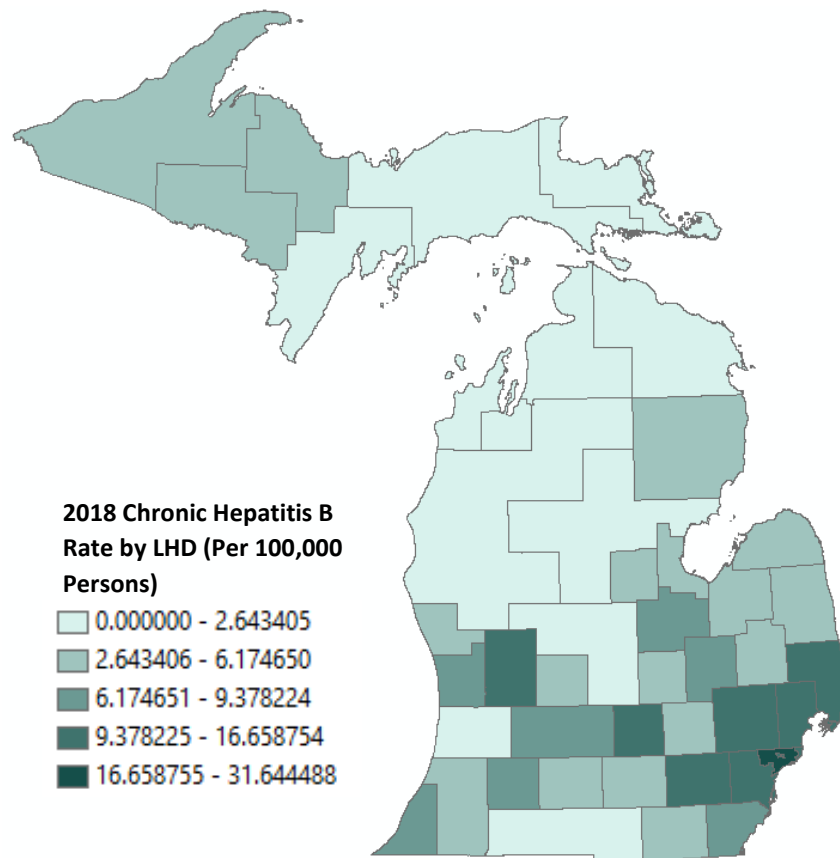 2018 Chronic Hepatitis B
Rate by LHD (Per 100,000
Persons)
0.000000 - 2.643405
2.643406 - 6.174650
6.174651 - 9.378224
9.378225 - 16.658754
16.658755 - 31.644488